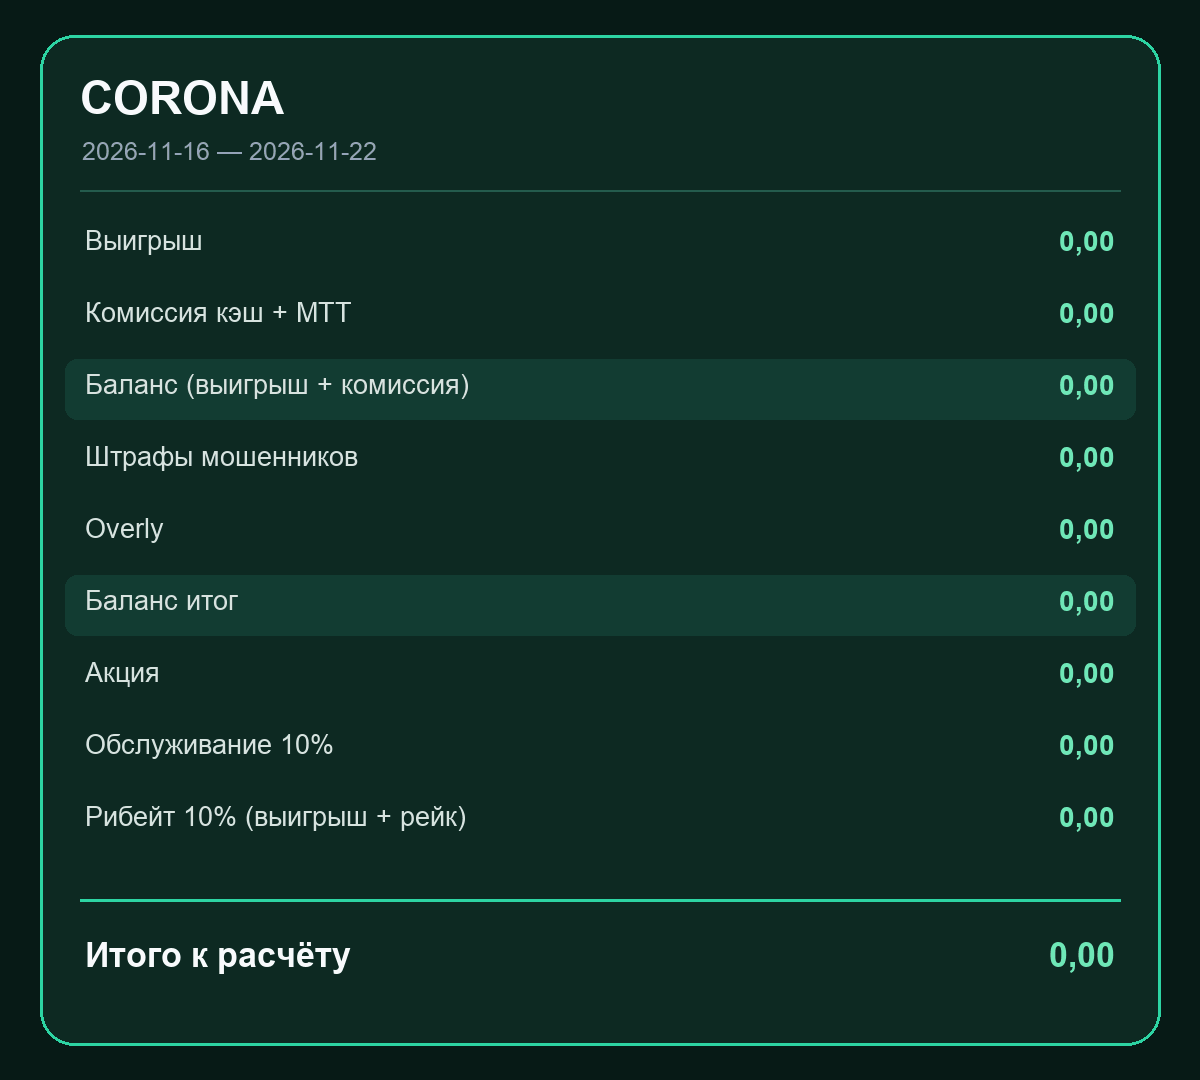 CORONA
2026-11-16 — 2026-11-22
Выигрыш 0,00
Комиссия кэш + МТТ 0,00
Баланс (выигрыш + комиссия) 0,00
Штрафы мошенников 0,00
Overly 0,00
Баланс итог 0,00
Акция 0,00
Обслуживание 10% 0,00
Рибейт 10% (выигрыш + рейк) 0,00
Итого к расчёту 0,00